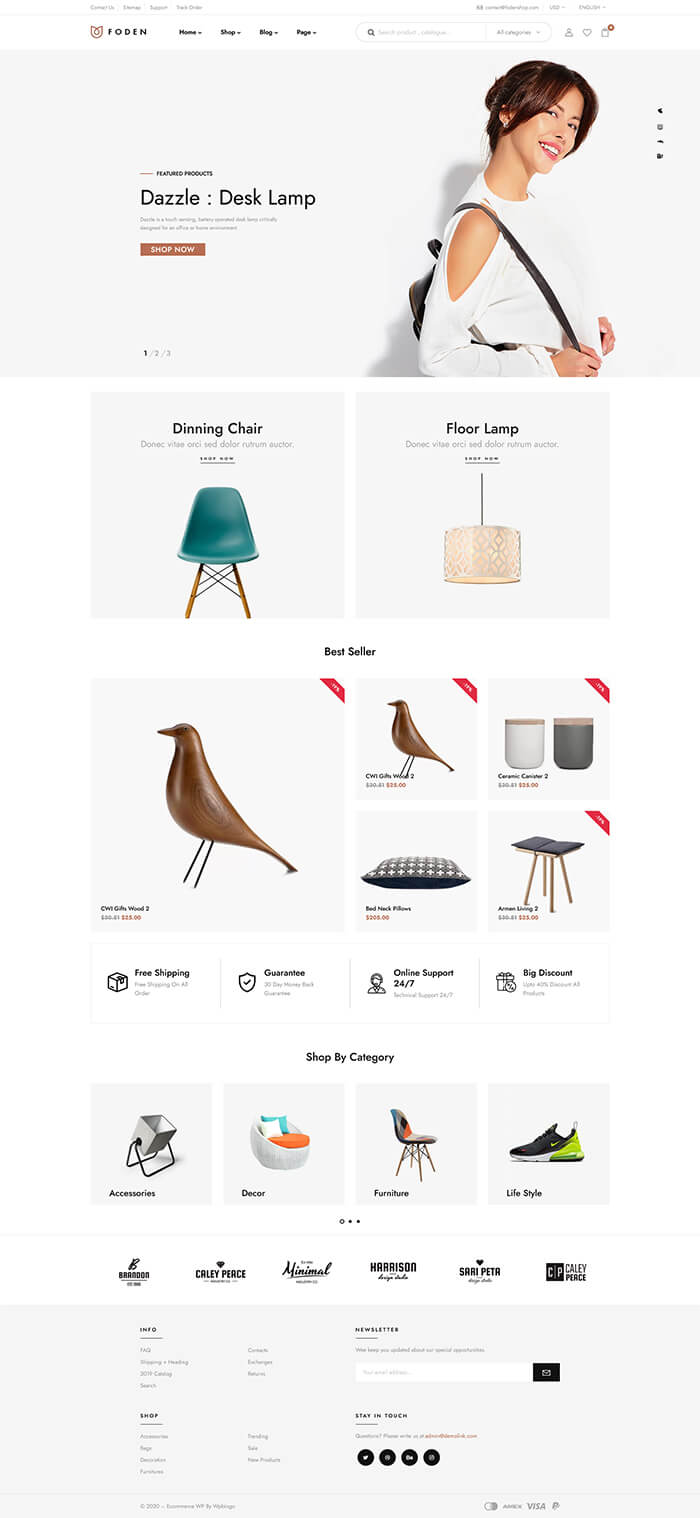 Contact Us Sitemap Support Track Order
contact@fodenshop.com USD ENGLISH
FODEN Home Shop Blog Page Search product , catalogue... All categories 0
FEATURED PRODUCTS
Dazzle : Desk Lamp
Dazzle is a touch sensing, battery operated desk lamp critically
designed for an office or home environment
SHOP NOW
1 / 2 / 3
Dinning Chair
Donec vitae orci sed dolor rutrum auctor.
SHOP NOW
Floor Lamp
Donec vitae orci sed dolor rutrum auctor.
SHOP NOW
Best Seller
-19%
CWI Gifts Wood 2
$30.81 $25.00
-19%
CWI Gifts Wood 2
$30.81 $25.00
-19%
Ceramic Canister 2
$30.81 $25.00
Bed Neck Pillows
$205.00
-19%
Armen Living 2
$30.81 $25.00
Free Shipping
Free Shipping On All
Order
Guarantee
30 Day Money Back
Guarantee
Online Support
24/7
Technical Support 24/7
Big Discount
Upto 40% Discount All
Products
Shop By Category
Accessories
Decor
Furniture
Life Style
BRANDON
CALEY PEACE
Minimal
HARRISON
design studio
SARI PETA
design studio
CP CALEY
PEACE
INFO
FAQ
Shipping + Heading
2019 Catalog
Search
Contacts
Exchanges
Returns
NEWSLETTER
Wee keep you updated about our special opportunities.
Your email address...
SHOP
Accessories
Bags
Decoration
Furnitures
Trending
Sale
New Products
STAY IN TOUCH
Questions? Please write us at admin@demolink.com
Be
© 2020 – Ecommerce WP By Wpbingo
AMEX VISA